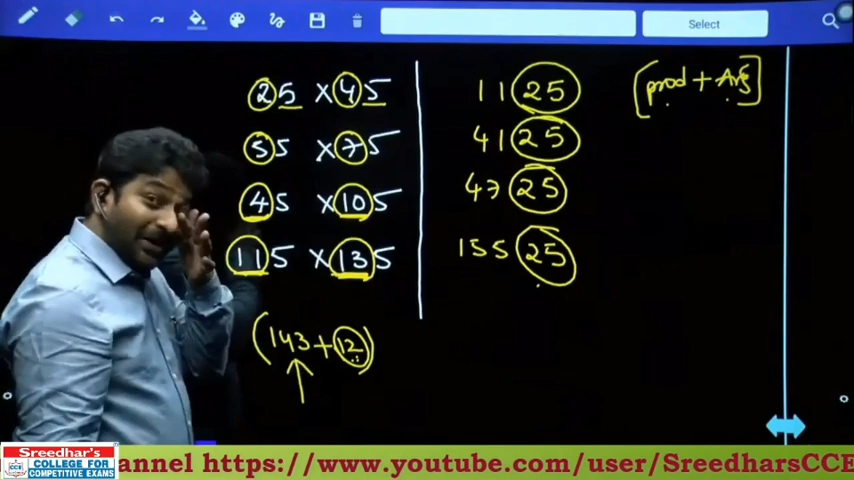 Select
25 ×45 1125 [prod + Avg]
55 ×75 4125
45 ×105 4725
115 ×135 15525
(143+12)
Sreedhar's
CCE
COLLEGE FOR
COMPETITIVE EXAMS
annel https://www.youtube.com/user/SreedharsCCE